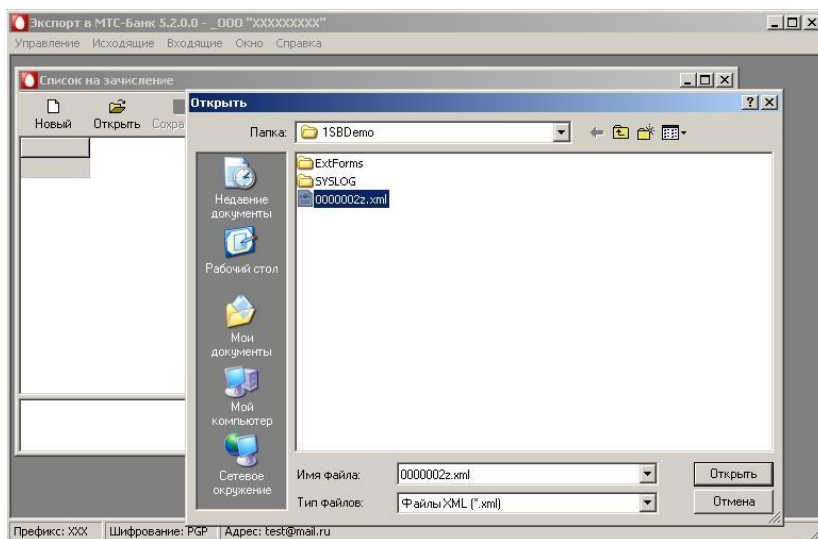 Экспорт в МТС-Банк 5.2.0.0 - _ООО "XXXXXXXX"
Управление Исходящие Входящие Окно Справка
Список на зачисление
Новый Открыть Сохра
Открыть
Папка: 1SBDemo
ExtForms
SYSLOG
0000002z.xml
Недавние
документы
Рабочий стол
Мои
документы
Мой
компьютер
Сетевое
окружение
Имя файла: 0000002z.xml Открыть
Тип файлов: Файлы XML (*.xml) Отмена
Префикс: XXX Шифрование: PGP Адрес: test@mail.ru